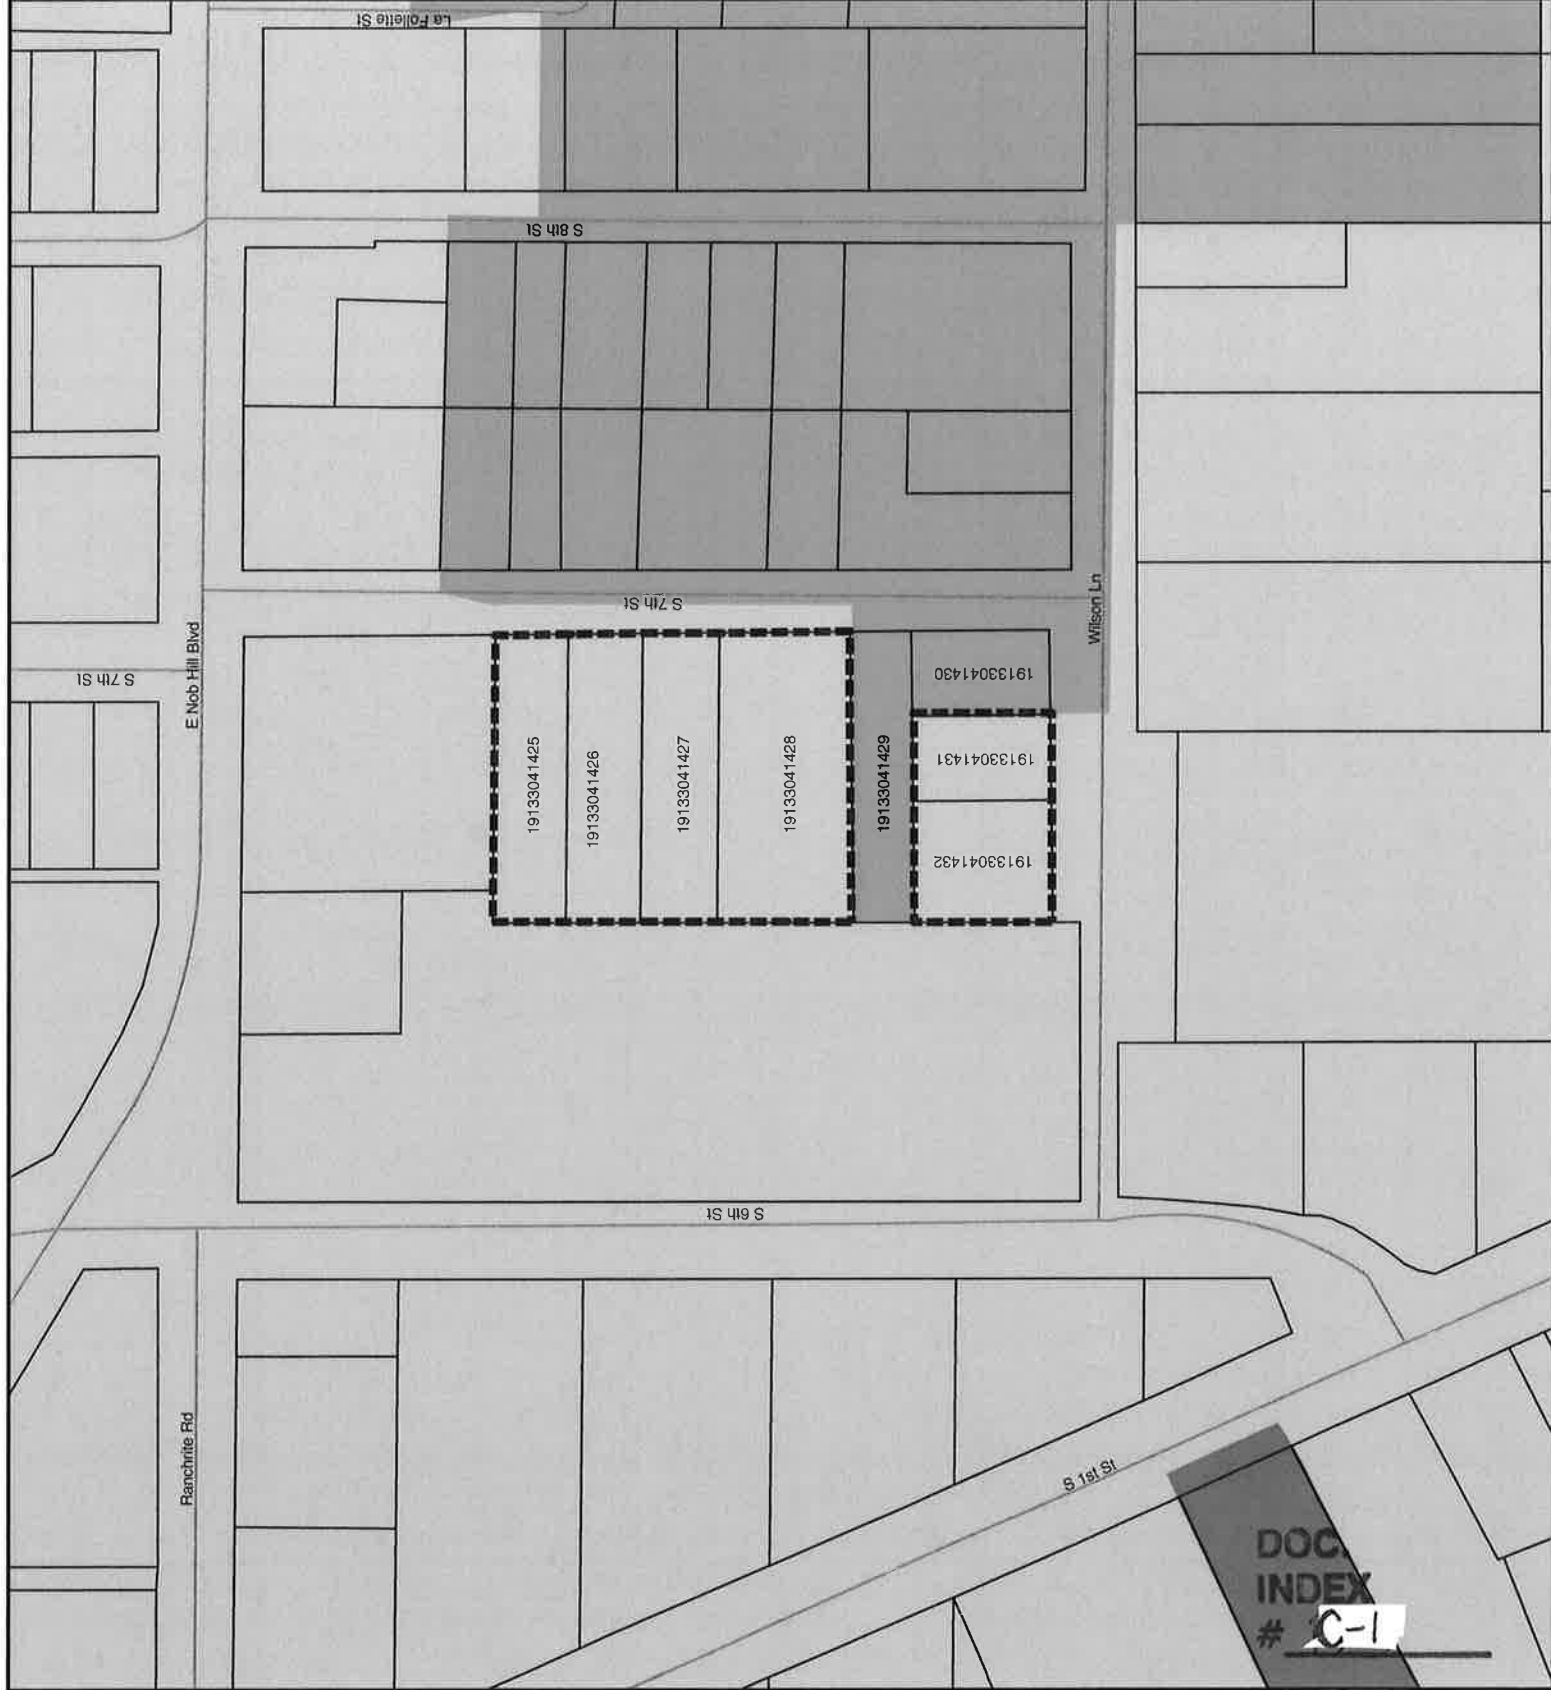 La Follette St
S 8th St
S 7th St
S 7th St
E Nob Hill Blvd
Wilson Ln
19133041425
19133041426
19133041427
19133041428
19133041429
19133041430
19133041431
19133041432
S 6th St
Ranchrite Rd
S 1st St
DOC.
INDEX
# C-1